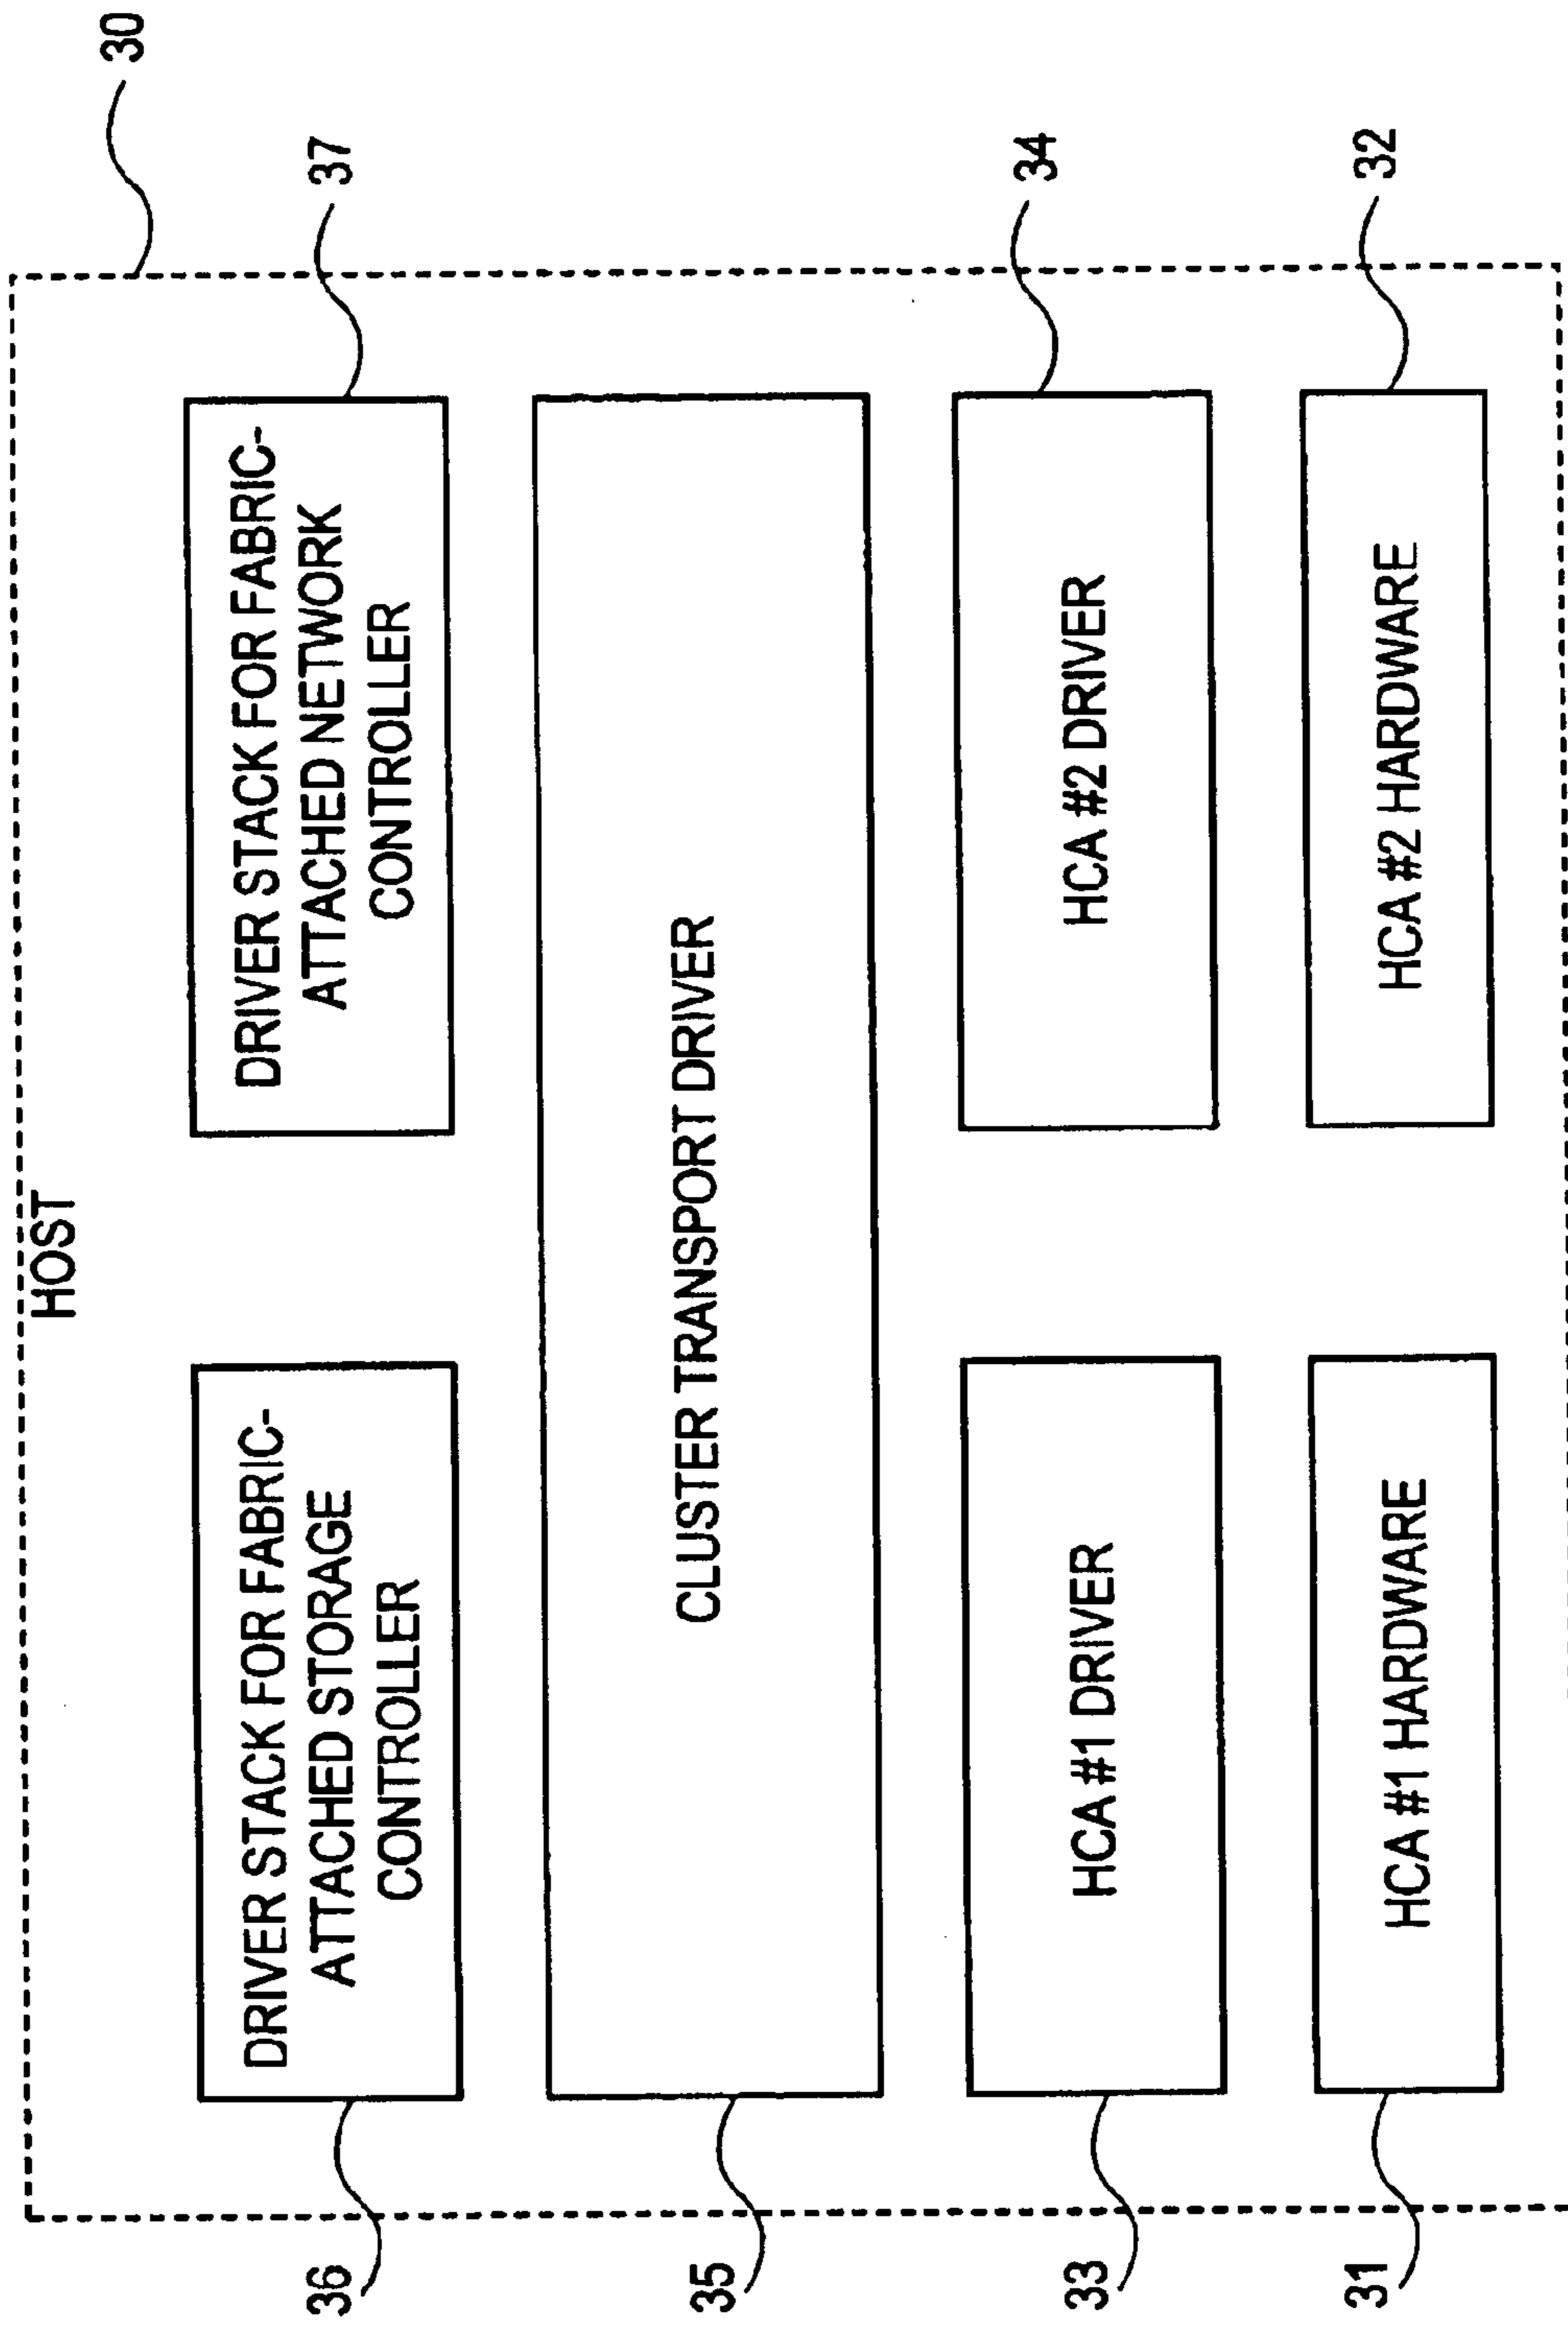 30
HOST
37
DRIVER STACK FOR FABRIC-
ATTACHED STORAGE
CONTROLLER
36
DRIVER STACK FOR FABRIC-
ATTACHED NETWORK
CONTROLLER
CLUSTER TRANSPORT DRIVER
35
34
HCA #1 DRIVER
33
HCA #2 DRIVER
32
HCA #1 HARDWARE
31
HCA #2 HARDWARE